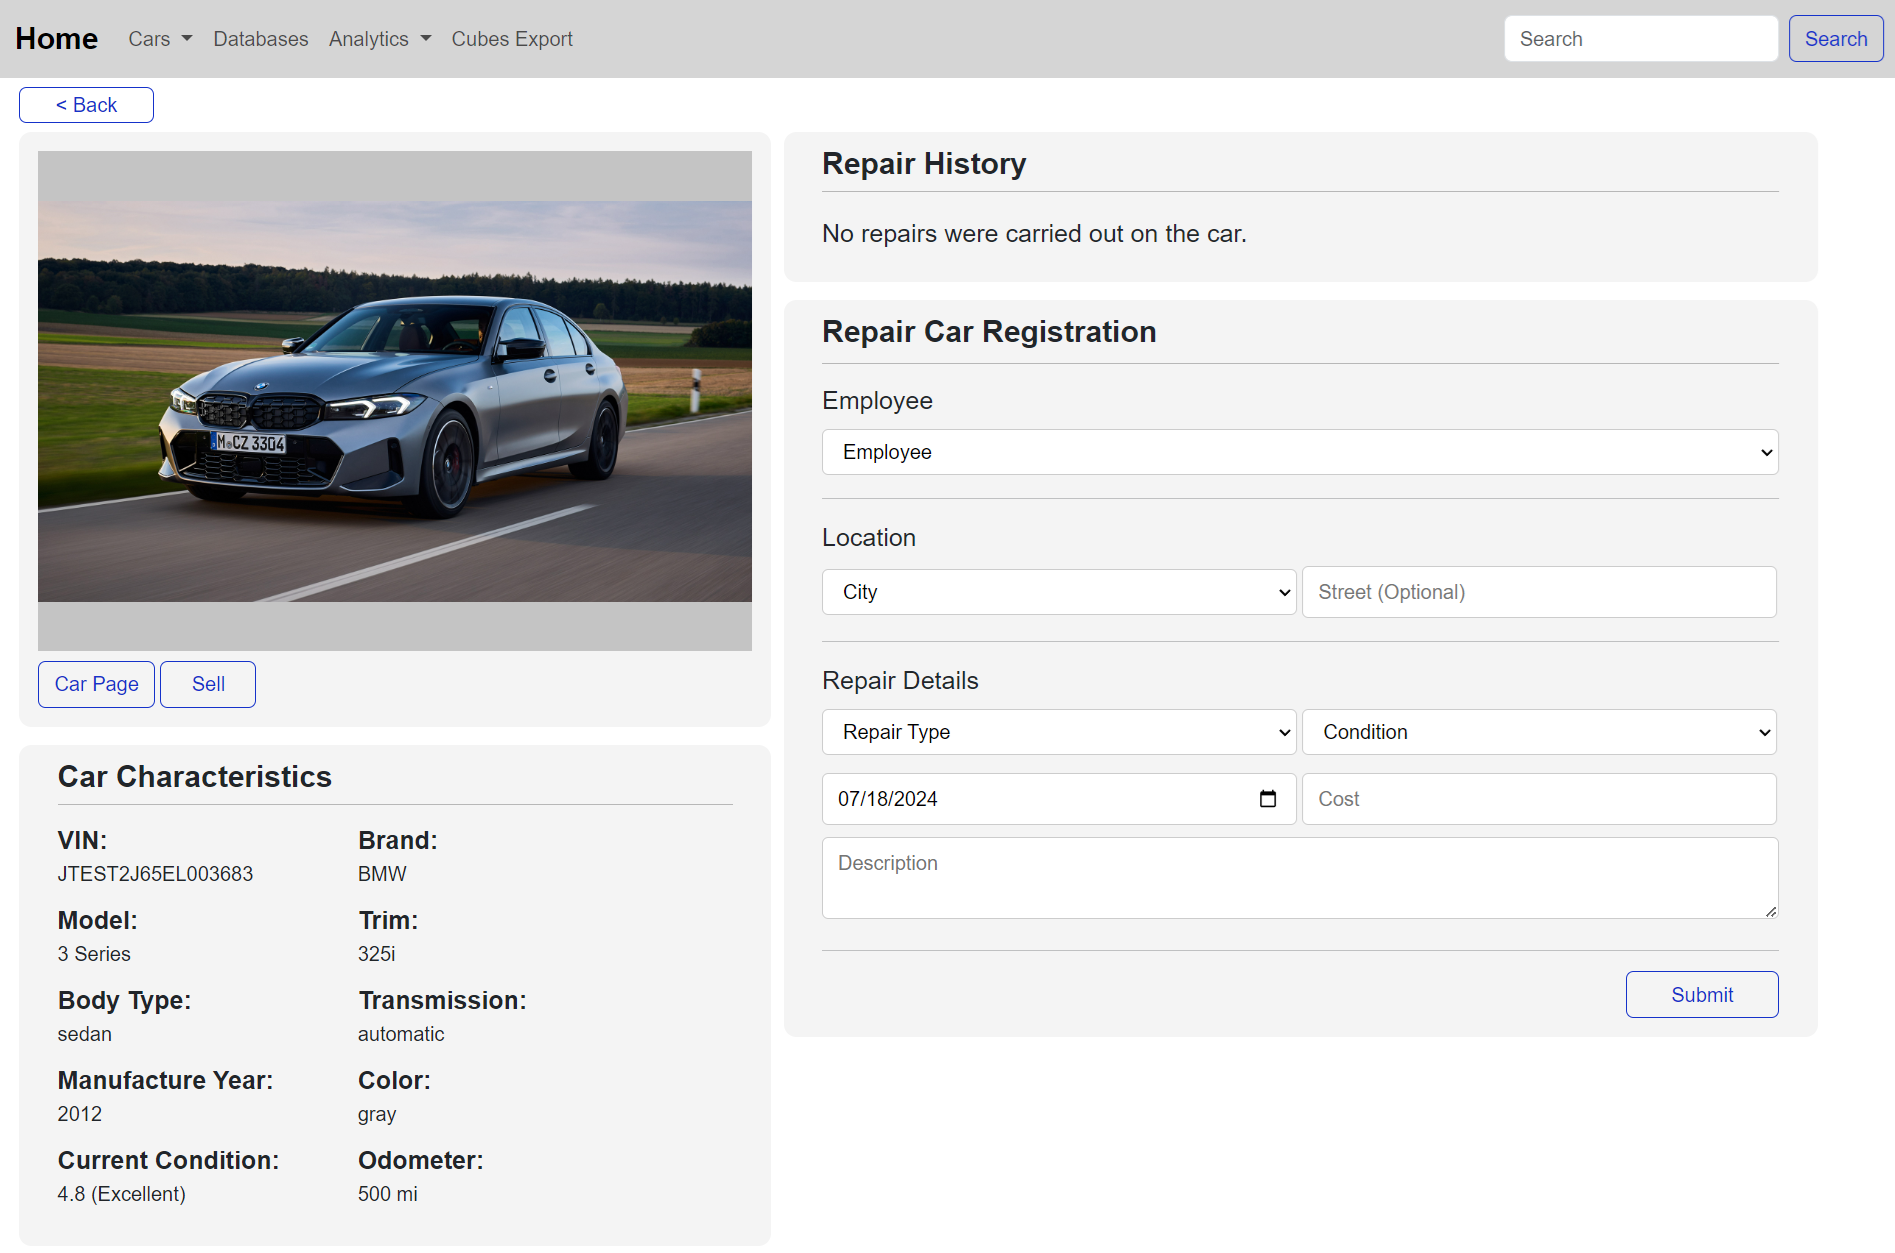 Home Cars Databases Analytics Cubes Export Search Search
< Back
M CZ 3304
Car Page Sell
Car Characteristics
VIN: Brand:
JTEST2J65EL003683 BMW
Model: Trim:
3 Series 325i
Body Type: Transmission:
sedan automatic
Manufacture Year: Color:
2012 gray
Current Condition: Odometer:
4.8 (Excellent) 500 mi
Repair History
No repairs were carried out on the car.
Repair Car Registration
Employee
Employee
Location
City Street (Optional)
Repair Details
Repair Type Condition
07/18/2024 Cost
Description
Submit